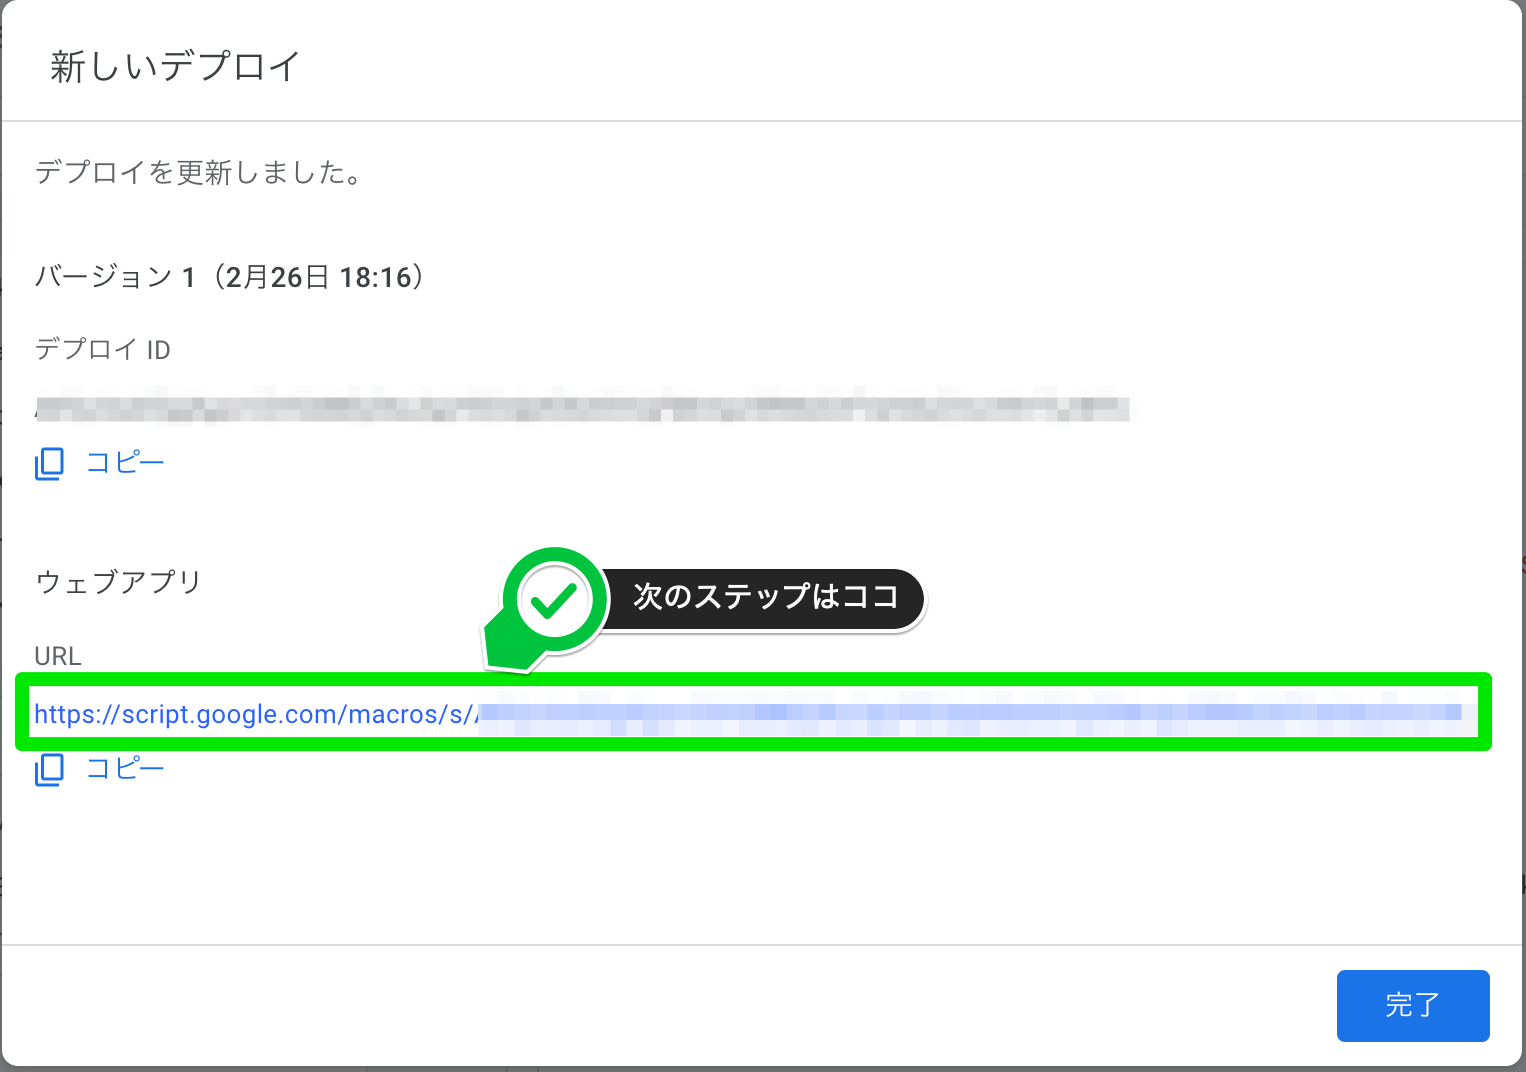 新しいデプロイ
デプロイを更新しました。
バージョン 1（2月26日 18:16）
デプロイ ID
コピー
ウェブアプリ
次のステップはココ
URL
https://script.google.com/macros/s/
コピー
完了